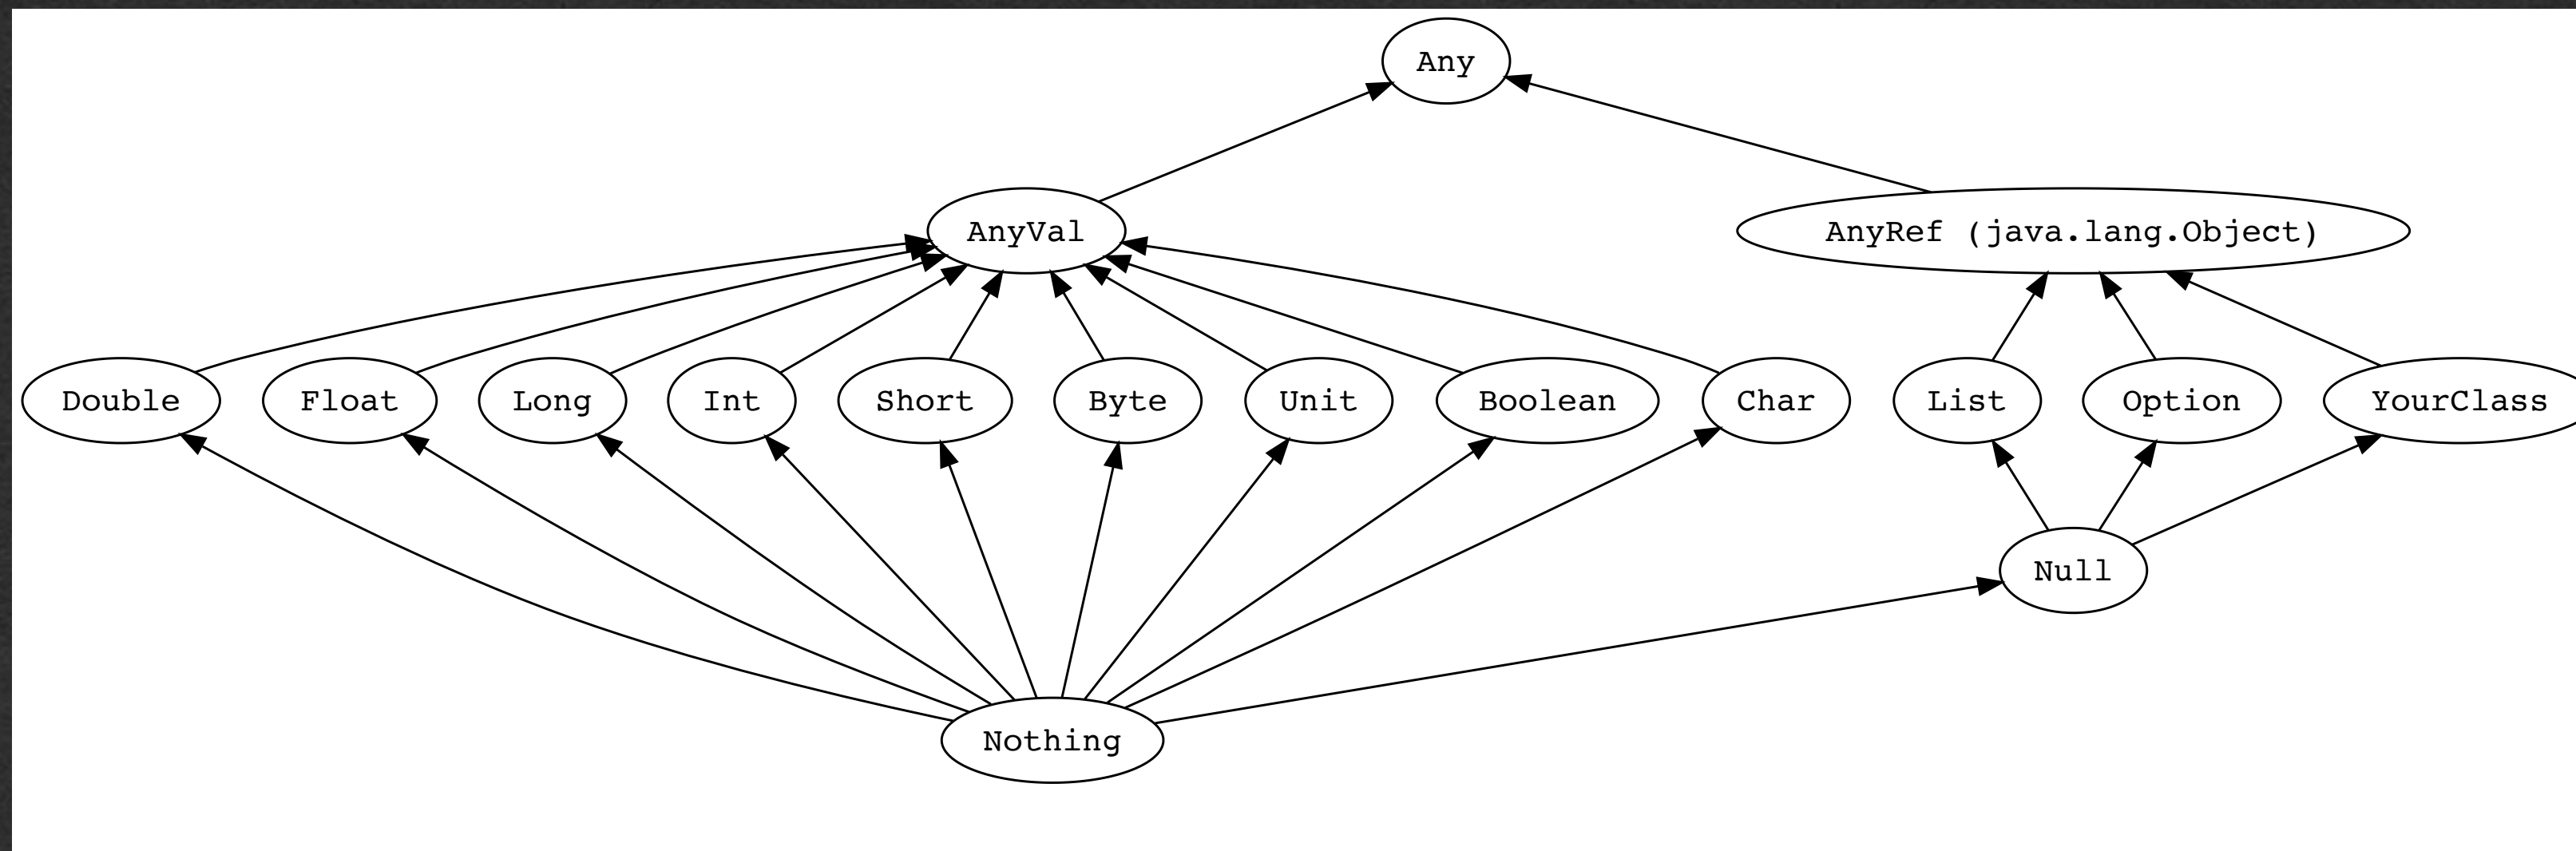 Any
AnyVal
AnyRef (java.lang.Object)
Double
Float
Long
Int
Short
Byte
Unit
Boolean
Char
List
Option
YourClass
Null
Nothing